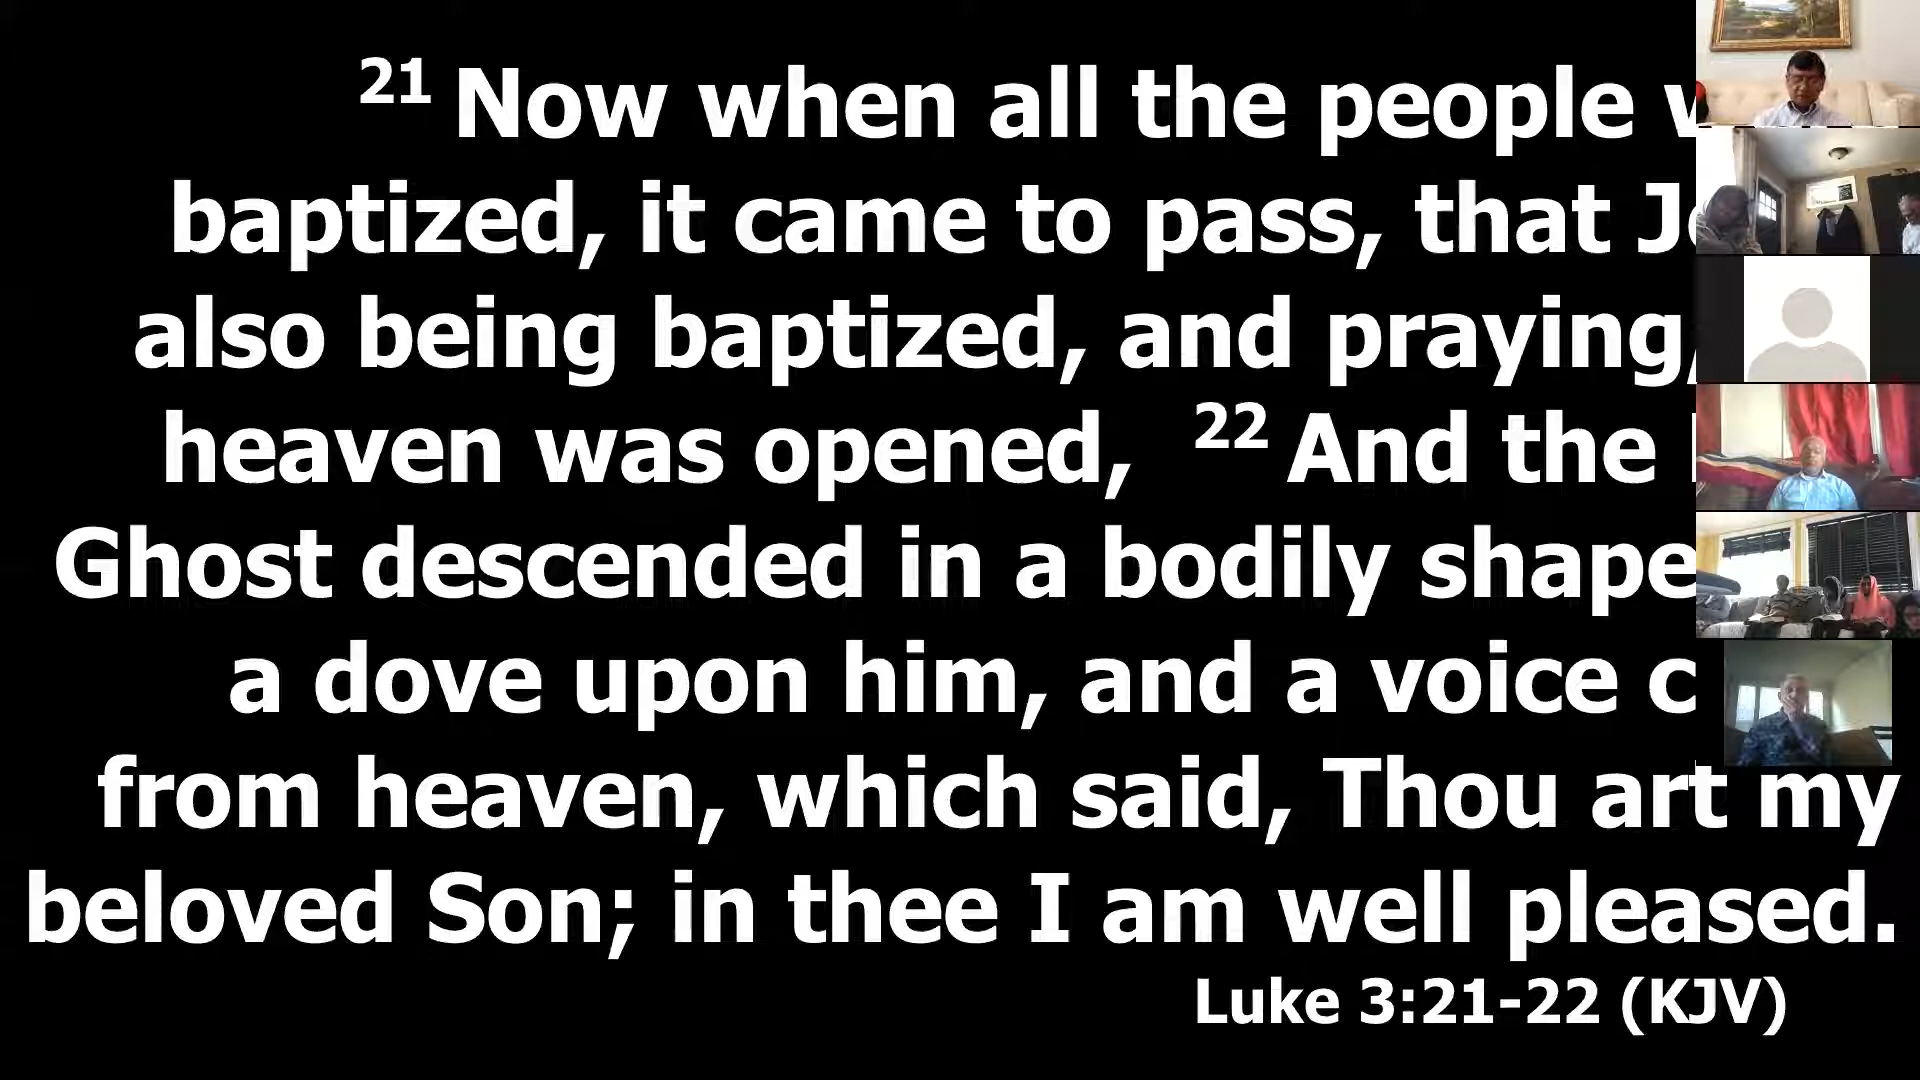 21 Now when all the people
baptized, it came to pass, that
also being baptized, and praying,
heaven was opened, 22 And the
Ghost descended in a bodily shape
a dove upon him, and a voice
from heaven, which said, Thou art my
beloved Son; in thee I am well pleased.
Luke 3:21-22 (KJV)